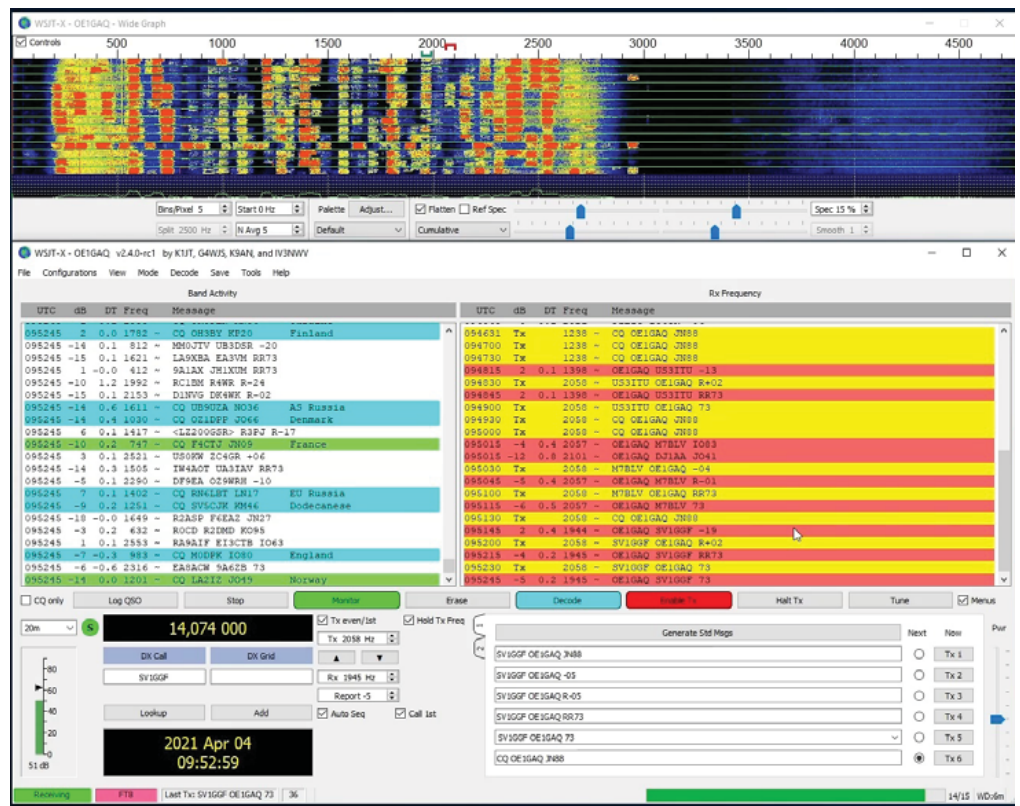 WSJT-X - OE1GAQ - Wide Graph
Controls
500 1000 1500 2000 2500 3000 3500 4000 4500
Bins/Pixel 5 Start 0 Hz Palette Adjust... Flatten Ref Spec Spec 15 %
Split 2500 Hz N Avg 5 Default Cumulative Smooth 1
WSJT-X - OE1GAQ v2.4.0-rc1 by K1JT, G4WJS, K9AN, and IV3NWV
File Configurations View Mode Decode Save Tools Help
Band Activity
UTC dB DT Freq Message
095245 2 0.0 1782 ~ CQ OH3BY KP20 Finland
095245 -14 0.1 812 ~ MM0JTV UB3DSR -20
095245 -15 0.1 1621 ~ LA9XBA EA3VM RR73
095245 1 -0.0 412 ~ 9A1AX JH1XUM RR73
095245 -10 1.2 1992 ~ RC1BM R4WR R-24
095245 -15 0.1 2153 ~ D1NVG DK4WK R-02
095245 -14 0.6 1611 ~ CQ UB9UZA NO36 AS Russia
095245 -14 0.4 1030 ~ CQ OZ1DPP JO66 Denmark
095245 6 0.1 1417 ~ <LZ200GSR> R3PJ R-17
095245 -10 0.2 747 ~ CQ F4CTJ JN09 France
095245 3 0.1 2521 ~ US0KW ZC4GR +06
095245 -14 0.3 1505 ~ TW4AOT UA3IAV RR73
095245 -5 0.1 2290 ~ DF9EA OZ9WRH -10
095245 7 0.1 1402 ~ CQ RN6LBT LN17 EU Russia
095245 -9 0.2 1251 ~ CQ SV5CJK KM46 Dodecanese
095245 -18 -0.0 1649 ~ R2ASP F6EAZ JN27
095245 -3 0.2 632 ~ R0CD R2DMD KO95
095245 1 0.1 2553 ~ RA9AIF EI3CTB IO63
095245 -7 -0.3 983 ~ CQ M0DPK IO80 England
095245 -6 -0.6 2316 ~ EA8ACW 9A6ZB 73
095245 -14 0.0 1201 ~ CQ LA2IZ JO49 Norway
Rx Frequency
UTC dB DT Freq Message
094631 Tx 1238 ~ CQ OE1GAQ JN88
094700 Tx 1238 ~ CQ OE1GAQ JN88
094730 Tx 1238 ~ CQ OE1GAQ JN88
094815 2 0.1 1398 ~ OE1GAQ US3ITU -13
094830 Tx 2058 ~ US3ITU OE1GAQ R+02
094845 2 0.1 1398 ~ OE1GAQ US3ITU RR73
094900 Tx 2058 ~ US3ITU OE1GAQ 73
094930 Tx 2058 ~ CQ OE1GAQ JN88
095000 Tx 2058 ~ CQ OE1GAQ JN88
095015 -4 0.4 2057 ~ OE1GAQ M7BLV IO83
095015 -12 0.8 2101 ~ OE1GAQ DJ1AA JO41
095030 Tx 2058 ~ M7BLV OE1GAQ -04
095045 -5 0.4 2057 ~ OE1GAQ M7BLV R-01
095100 Tx 2058 ~ M7BLV OE1GAQ RR73
095115 -6 0.5 2057 ~ OE1GAQ M7BLV 73
095130 Tx 2058 ~ CQ OE1GAQ JN88
095145 2 0.4 1944 ~ OE1GAQ SV1GGF -19
095200 Tx 2058 ~ SV1GGF OE1GAQ R+02
095215 -4 0.2 1945 ~ OE1GAQ SV1GGF RR73
095230 Tx 2058 ~ SV1GGF OE1GAQ 73
095245 -5 0.2 1945 ~ OE1GAQ SV1GGF 73
CQ only Log QSO Stop Monitor Erase Decode Enable Tx Halt Tx Tune Menus
20m S 14,074 000 Tx even/1st Hold Tx Freq
Tx 2058 Hz
DX Call DX Grid
SV1GGF Rx 1945 Hz
Report -5
Lookup Add Auto Seq Call 1st
2021 Apr 04
09:52:59
-80
-60
-40
-20
-0
51 dB
Generate Std Msgs Next Now Pwr
SV1GGF OE1GAQ JN88 Tx 1
SV1GGF OE1GAQ -05 Tx 2
SV1GGF OE1GAQ R-05 Tx 3
SV1GGF OE1GAQ RR73 Tx 4
SV1GGF OE1GAQ 73 Tx 5
CQ OE1GAQ JN88 Tx 6
Receiving FT8 Last Tx: SV1GGF OE1GAQ 73 36 14/15 WD:6m